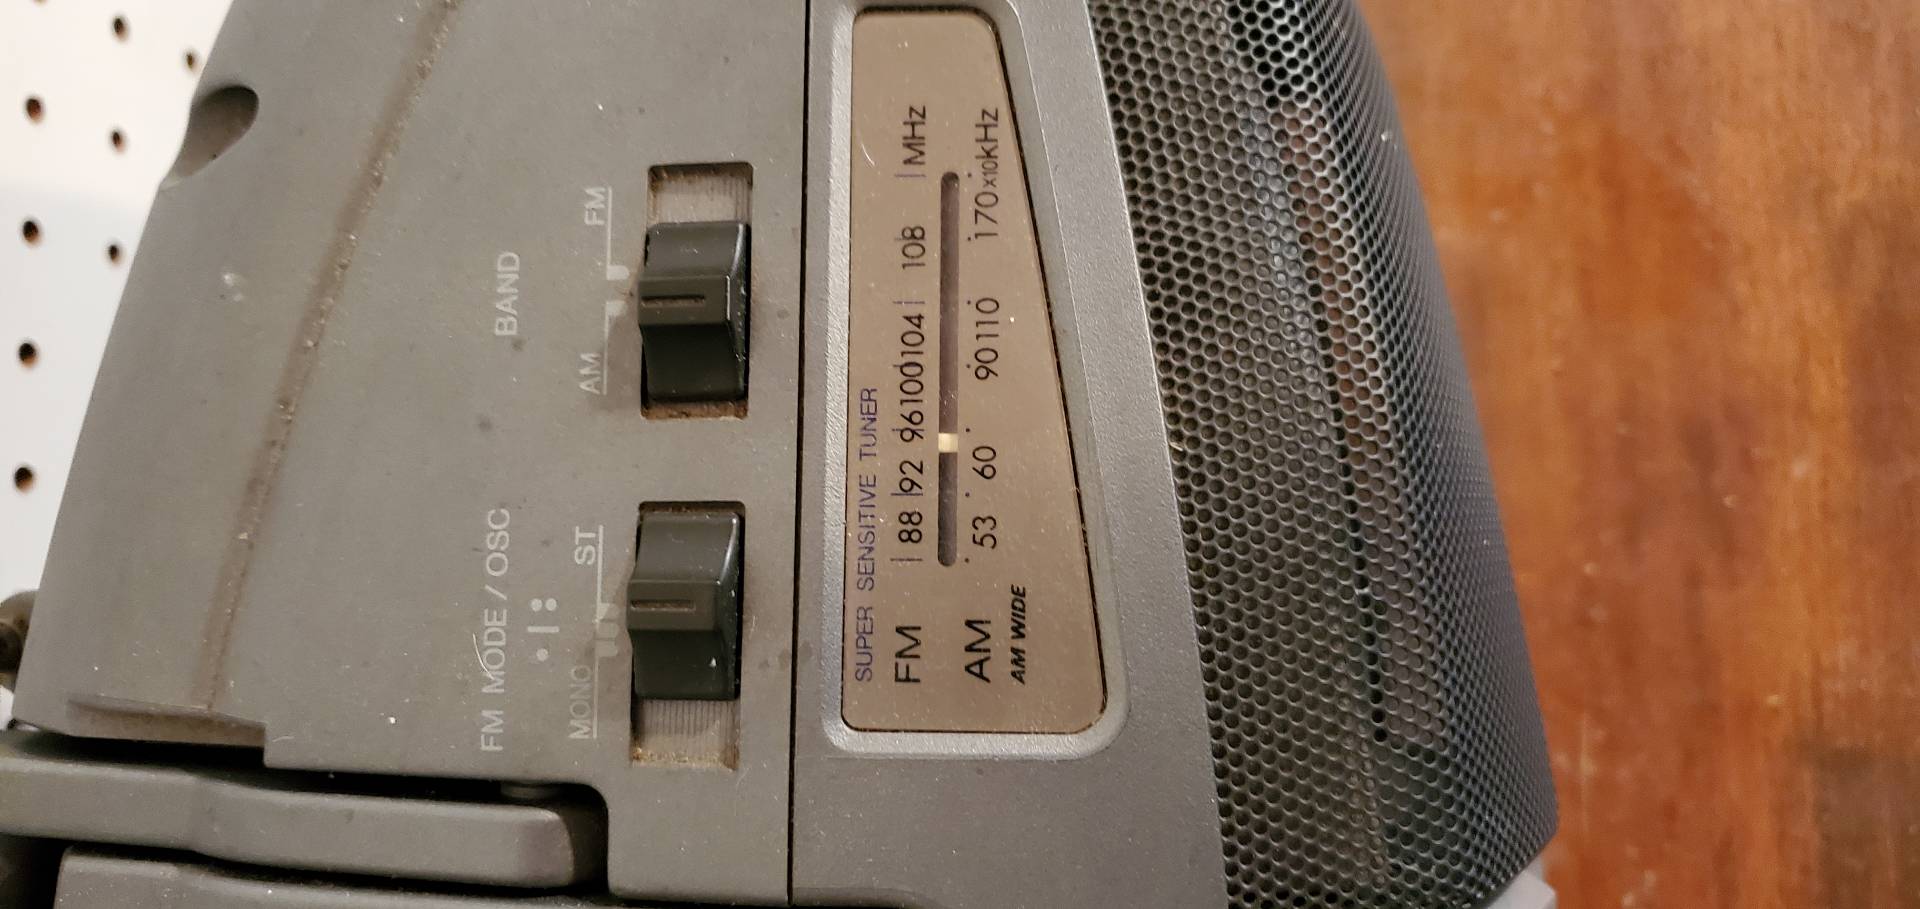 BAND
AM FM
FM MODE / OSC
MONO ST
SUPER SENSITIVE TUNER
FM 88 92 96 100 104 108 MHz
AM 53 60 90 110 170 x10kHz
AM WIDE